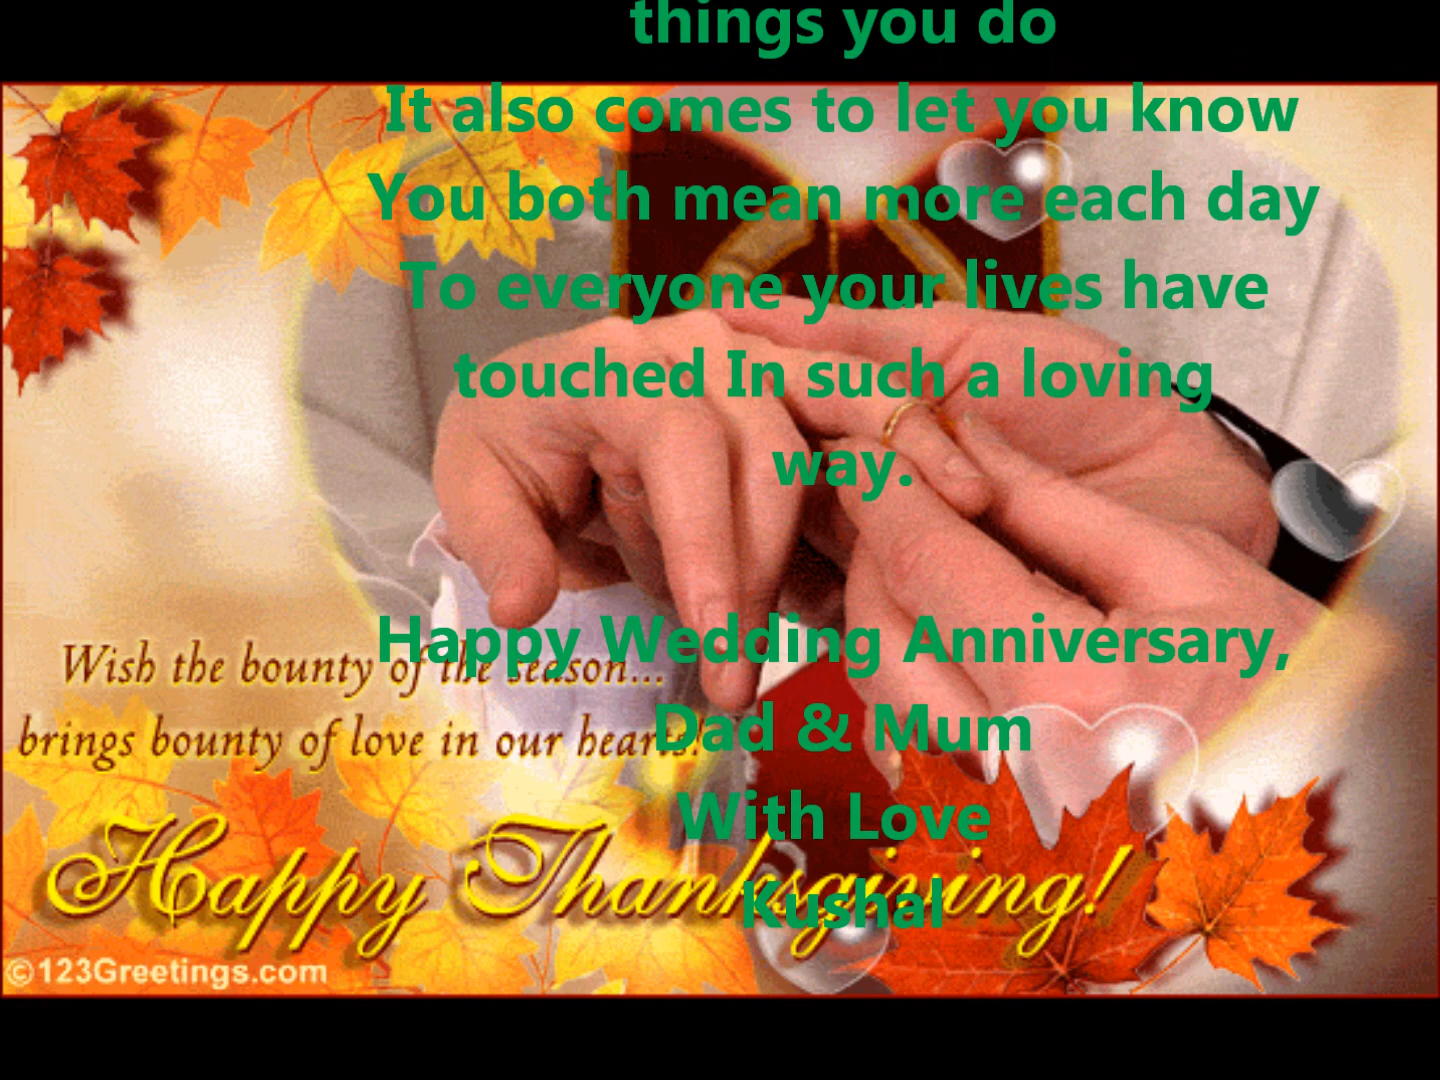 things you do
It also comes to let you know
You both mean more each day
To everyone your lives have
touched In such a loving
way.
Happy Wedding Anniversary,
Dad & Mum
With Love
Kushal
Wish the bounty of the season...
brings bounty of love in our hearts!
Happy Thanksgiving!
©123Greetings.com